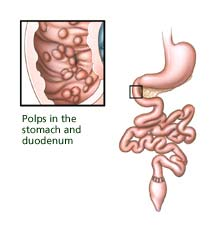 Polps in the
stomach and
duodenum